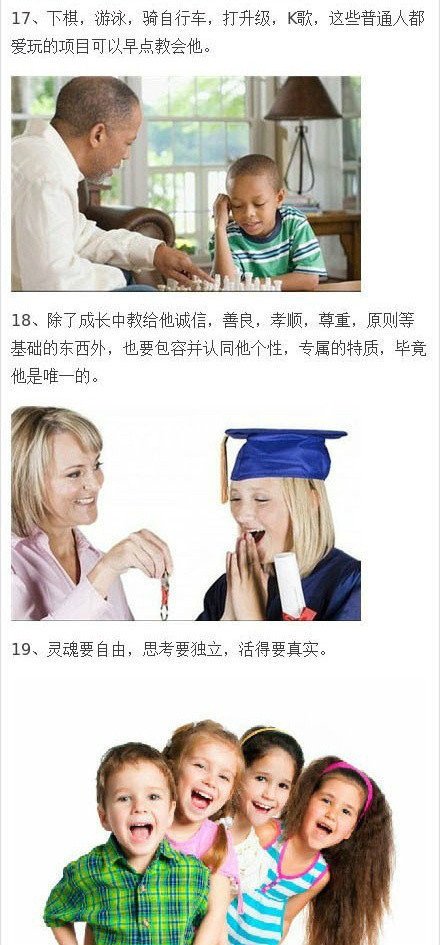 17、下棋，游泳，骑自行车，打升级，K歌，这些普通人都
爱玩的项目可以早点教会他。
18、除了成长中教给他诚信，善良，孝顺，尊重，原则等
基础的东西外，也要包容并认同他个性，专属的特质，毕竟
他是唯一的。
19、灵魂要自由，思考要独立，活得要真实。